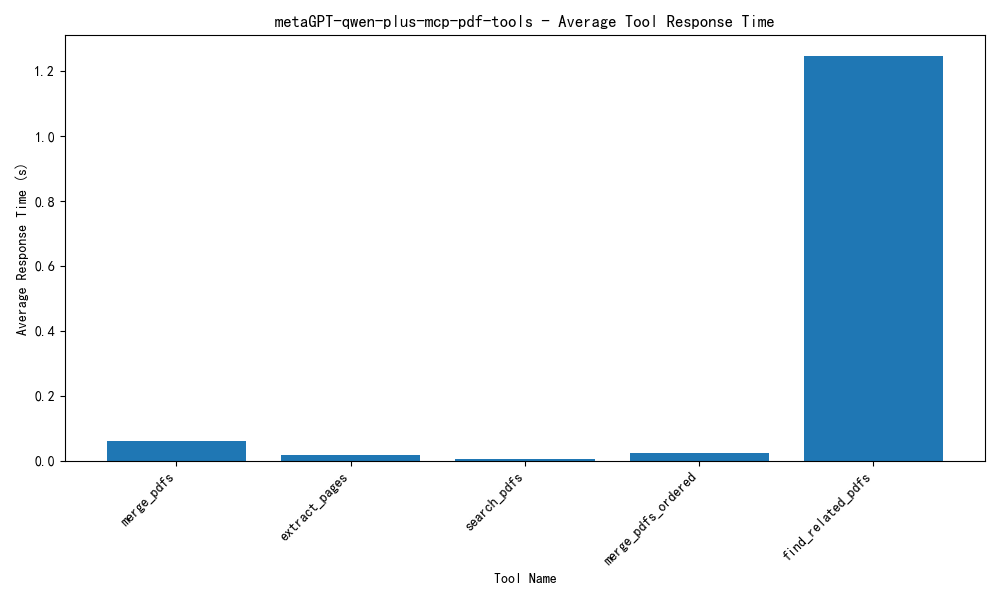 metaGPT-qwen-plus-mcp-pdf-tools - Average Tool Response Time
Average Response Time (s)
1.2
1.0
0.8
0.6
0.4
0.2
0.0
merge_pdfs
extract_pages
search_pdfs
merge_pdfs_ordered
find_related_pdfs
Tool Name